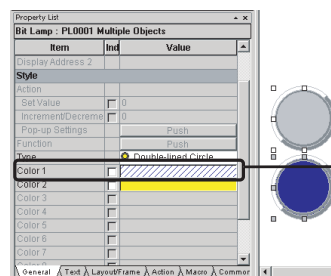 Property List
Bit Lamp : PL0001 Multiple Objects
Item Ind Value
Display Address 2
Style
Action
Set Value 0
Increment/Decreme 0
Pop-up Settings Push
Function Push
Type Double-lined Circle
Color 1
Color 2
Color 3
Color 4
Color 5
Color 6
Color 7
General Text Layout/Frame Action Macro Common